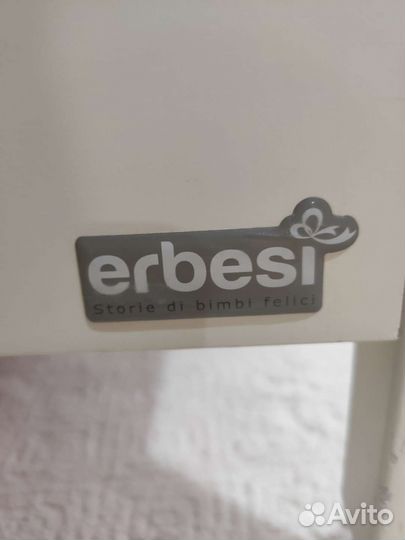 erbesi
Storie di bimbi felici
Avito